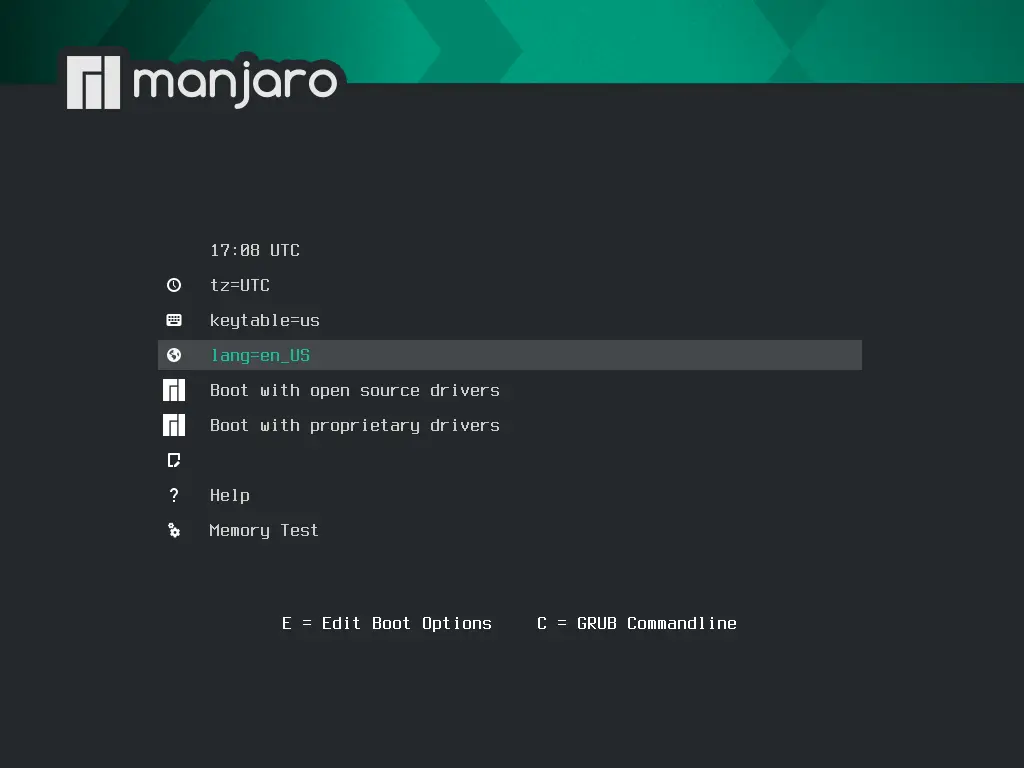 manjaro
17:08 UTC
tz=UTC
keytable=us
lang=en_US
Boot with open source drivers
Boot with proprietary drivers
? Help
Memory Test
E = Edit Boot Options C = GRUB Commandline